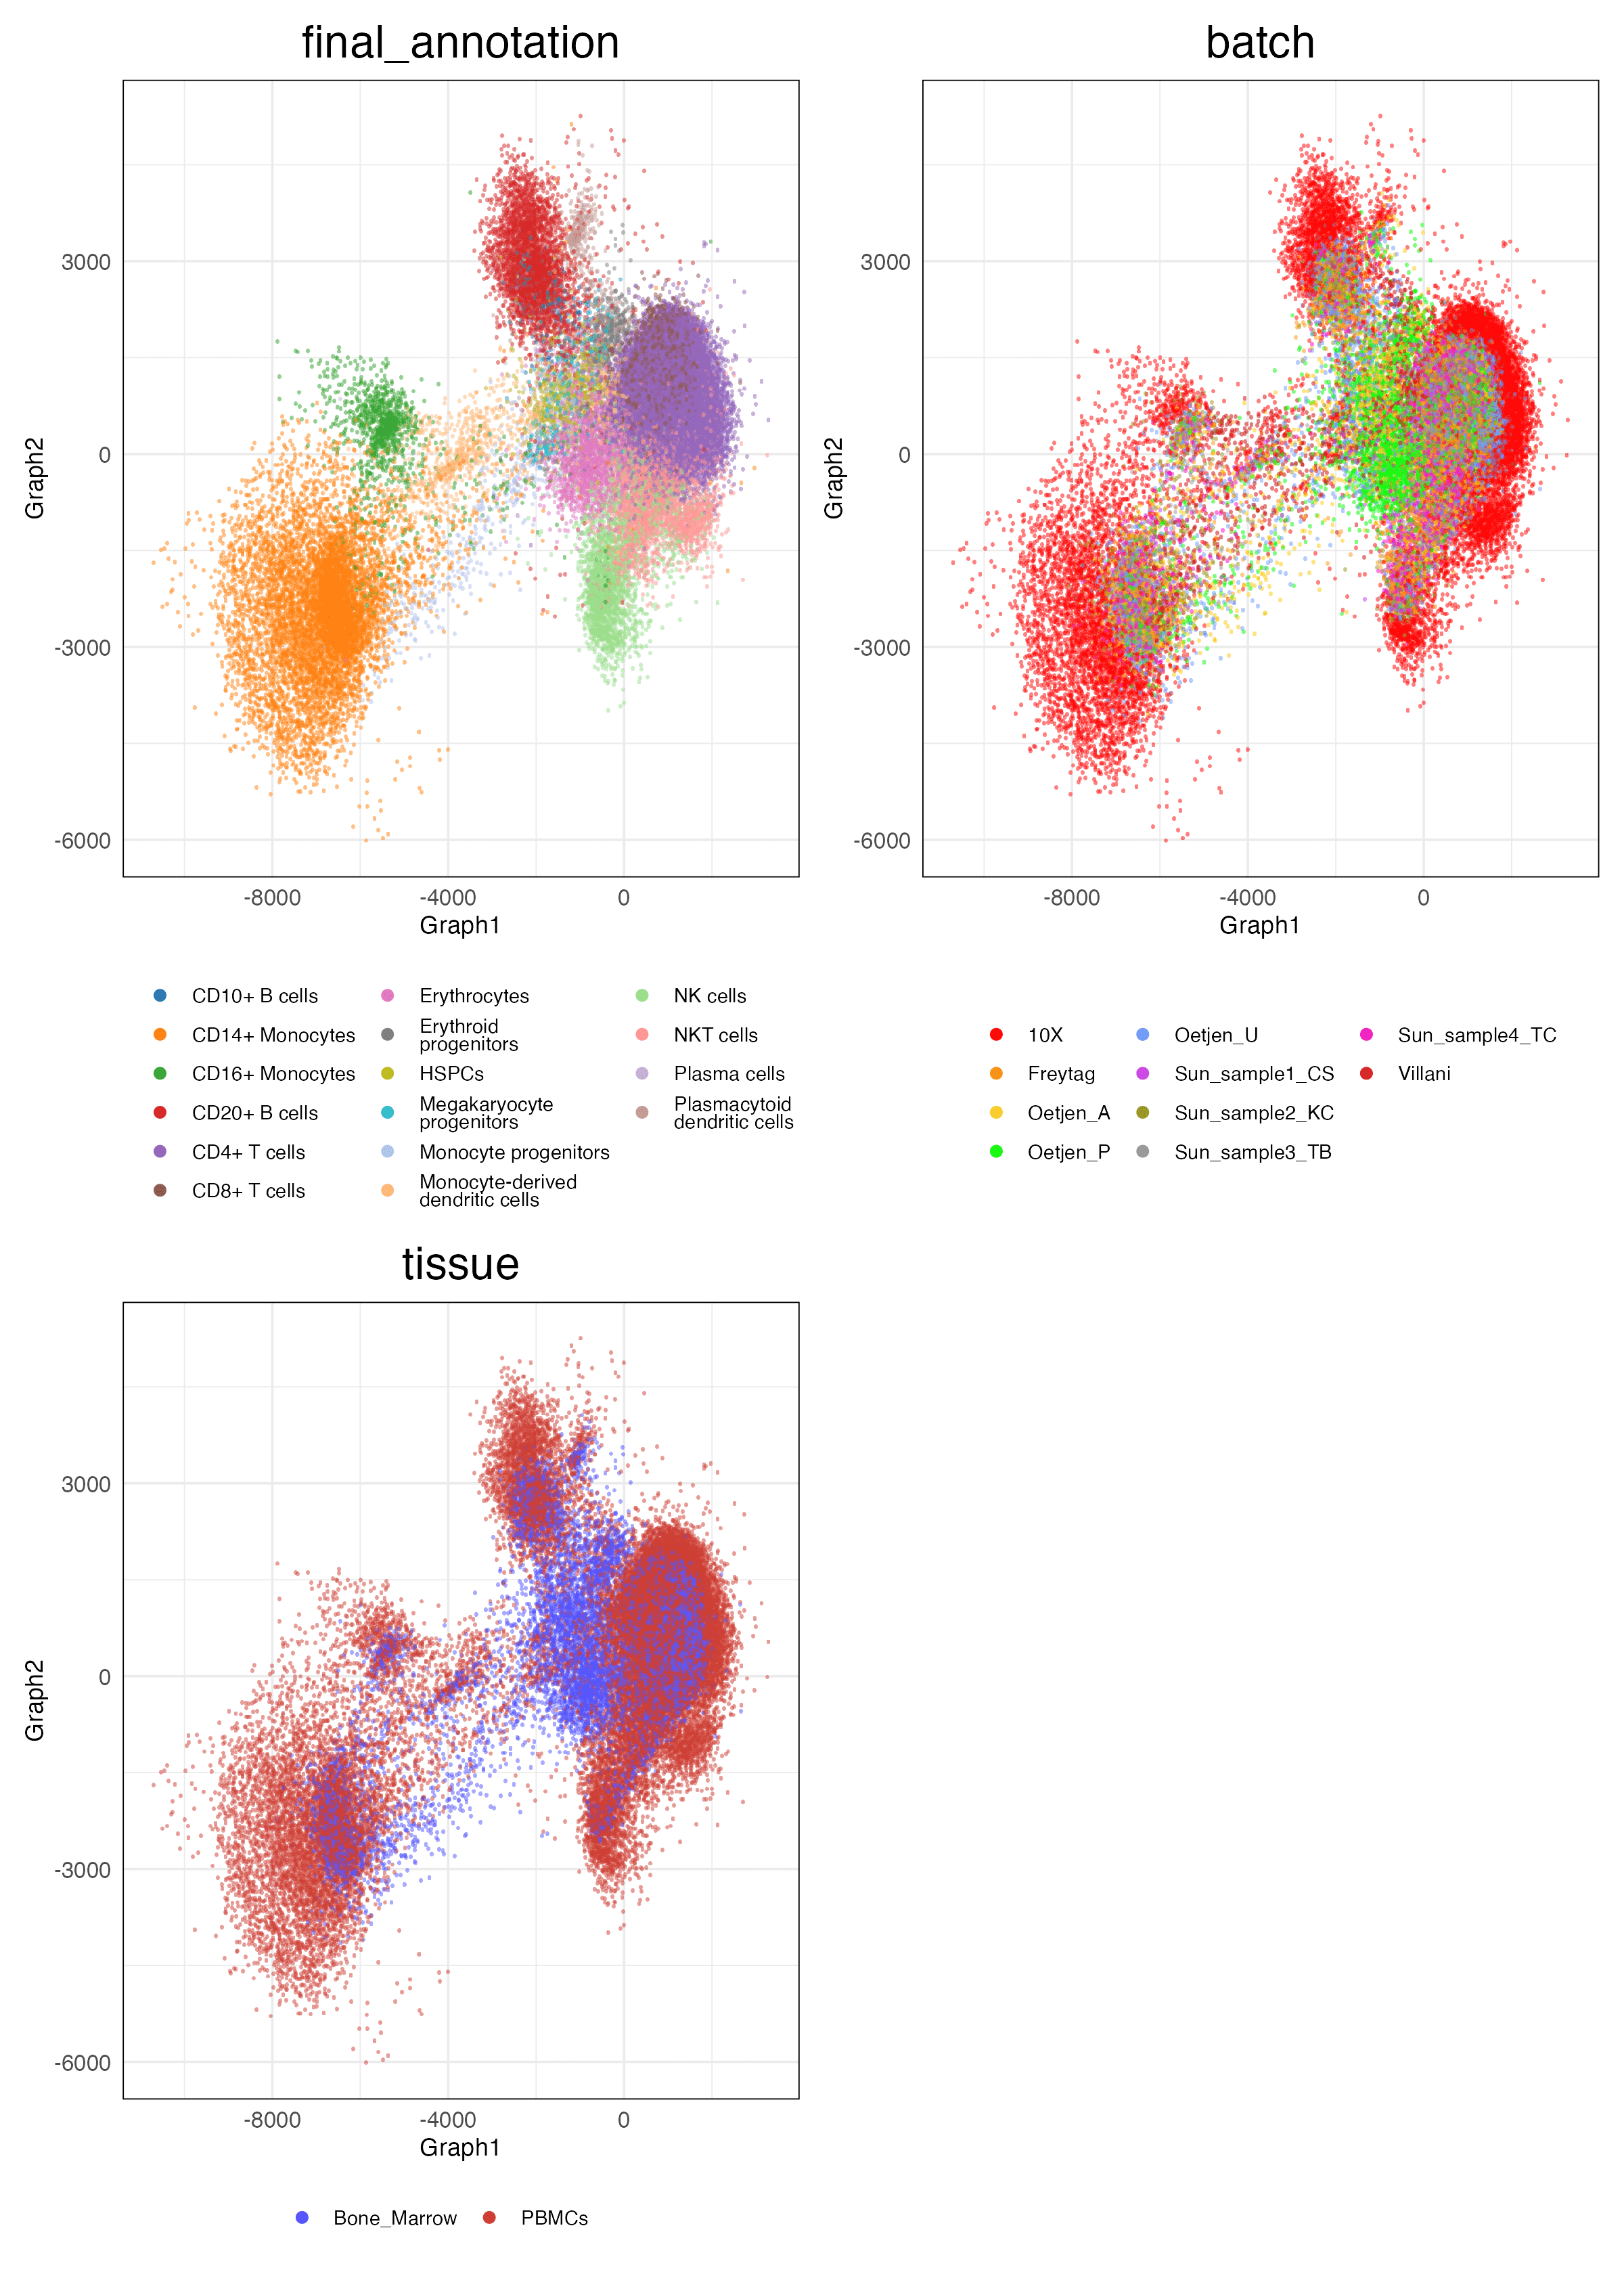 final_annotation
batch
3000
0
-3000
-6000
Graph2
-8000
-4000
0
Graph1
3000
0
-3000
-6000
Graph2
-8000
-4000
0
Graph1
CD10+ B cells
CD14+ Monocytes
CD16+ Monocytes
CD20+ B cells
CD4+ T cells
CD8+ T cells
Erythrocytes
Erythroid
progenitors
HSPCs
Megakaryocyte
progenitors
Monocyte progenitors
Monocyte-derived
dendritic cells
NK cells
NKT cells
Plasma cells
Plasmacytoid
dendritic cells
10X
Freytag
Oetjen_A
Oetjen_P
Oetjen_U
Sun_sample1_CS
Sun_sample2_KC
Sun_sample3_TB
Sun_sample4_TC
Villani
tissue
3000
0
-3000
-6000
Graph2
-8000
-4000
0
Graph1
Bone_Marrow
PBMCs